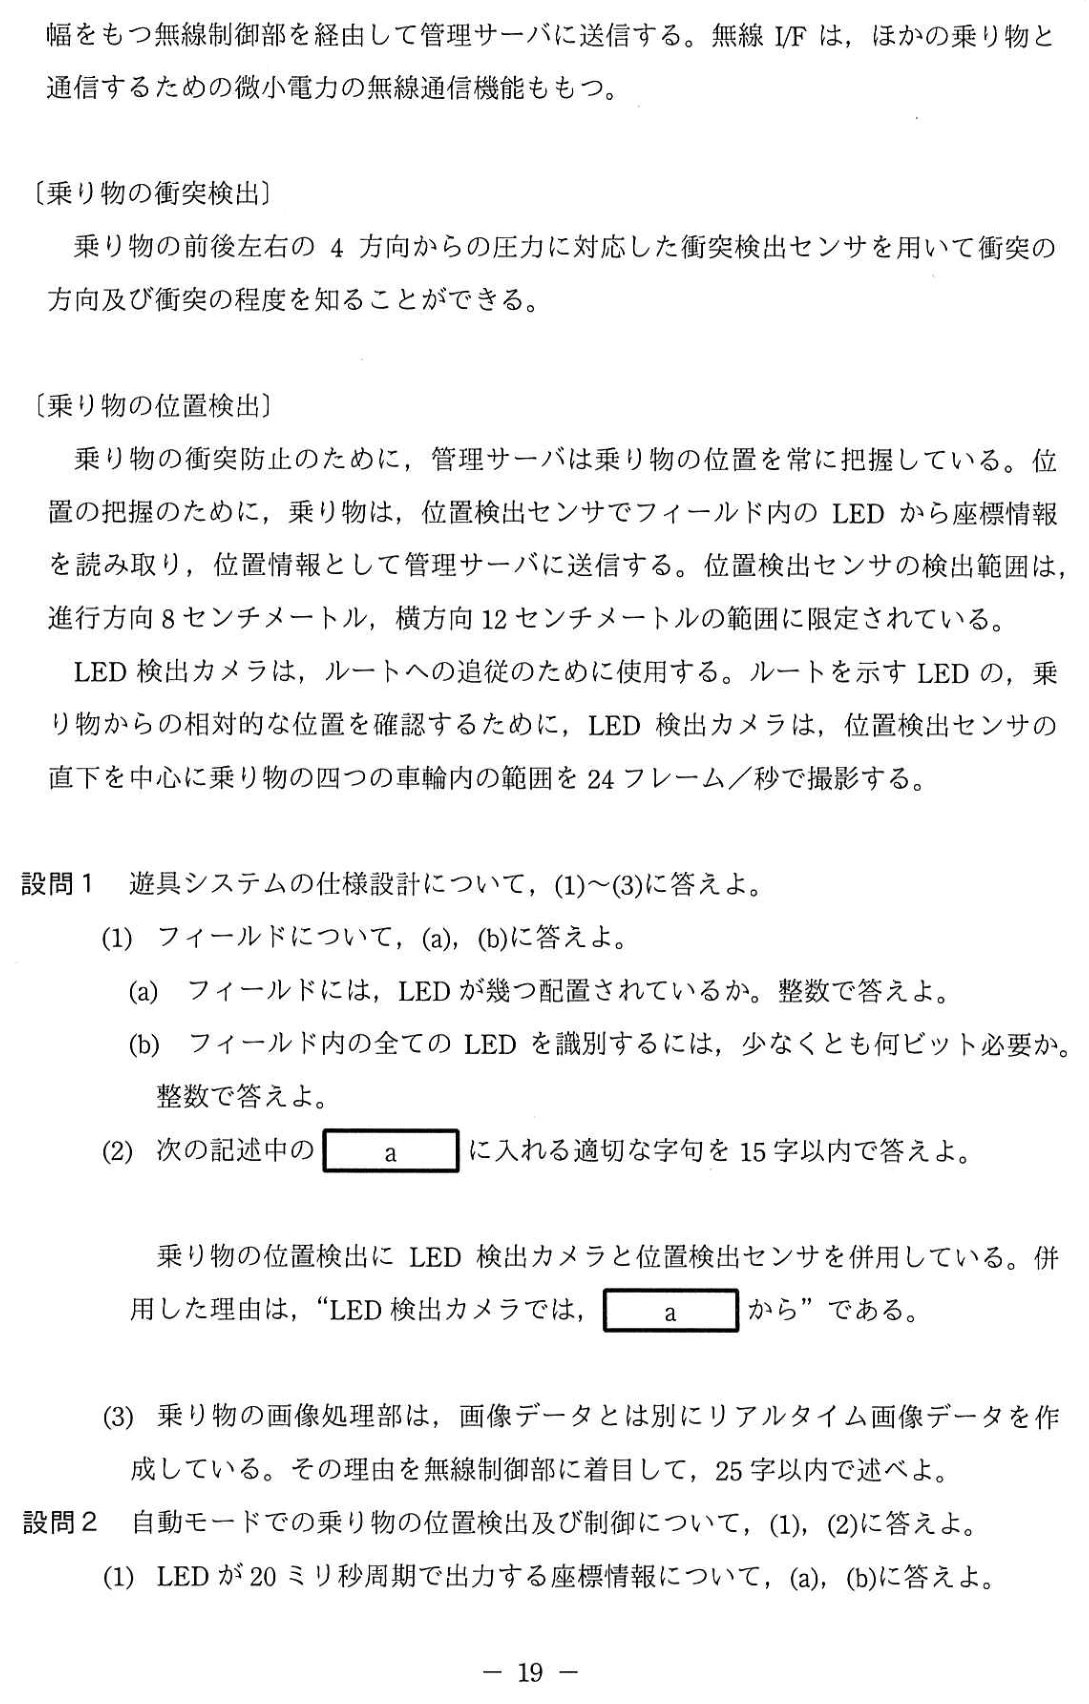 幅をもつ無線制御部を経由して管理サーバに送信する。無線 I/F は，ほかの乗り物と
通信するための微小電力の無線通信機能ももつ。
〔乗り物の衝突検出〕
乗り物の前後左右の 4 方向からの圧力に対応した衝突検出センサを用いて衝突の
方向及び衝突の程度を知ることができる。
〔乗り物の位置検出〕
乗り物の衝突防止のために，管理サーバは乗り物の位置を常に把握している。位
置の把握のために，乗り物は，位置検出センサでフィールド内の LED から座標情報
を読み取り，位置情報として管理サーバに送信する。位置検出センサの検出範囲は，
進行方向 8 センチメートル，横方向 12 センチメートルの範囲に限定されている。
LED 検出カメラは，ルートへの追従のために使用する。ルートを示す LED の，乗
り物からの相対的な位置を確認するために，LED 検出カメラは，位置検出センサの
直下を中心に乗り物の四つの車輪内の範囲を 24 フレーム／秒で撮影する。
設問1 遊具システムの仕様設計について，(1)～(3)に答えよ。
(1) フィールドについて，(a)，(b)に答えよ。
(a) フィールドには，LED が幾つ配置されているか。整数で答えよ。
(b) フィールド内の全ての LED を識別するには，少なくとも何ビット必要か。
整数で答えよ。
(2) 次の記述中の a に入れる適切な字句を 15 字以内で答えよ。
乗り物の位置検出に LED 検出カメラと位置検出センサを併用している。併
用した理由は，“LED 検出カメラでは， a から”である。
(3) 乗り物の画像処理部は，画像データとは別にリアルタイム画像データを作
成している。その理由を無線制御部に着目して，25 字以内で述べよ。
設問2 自動モードでの乗り物の位置検出及び制御について，(1)，(2)に答えよ。
(1) LED が 20 ミリ秒周期で出力する座標情報について，(a)，(b)に答えよ。
― 19 ―